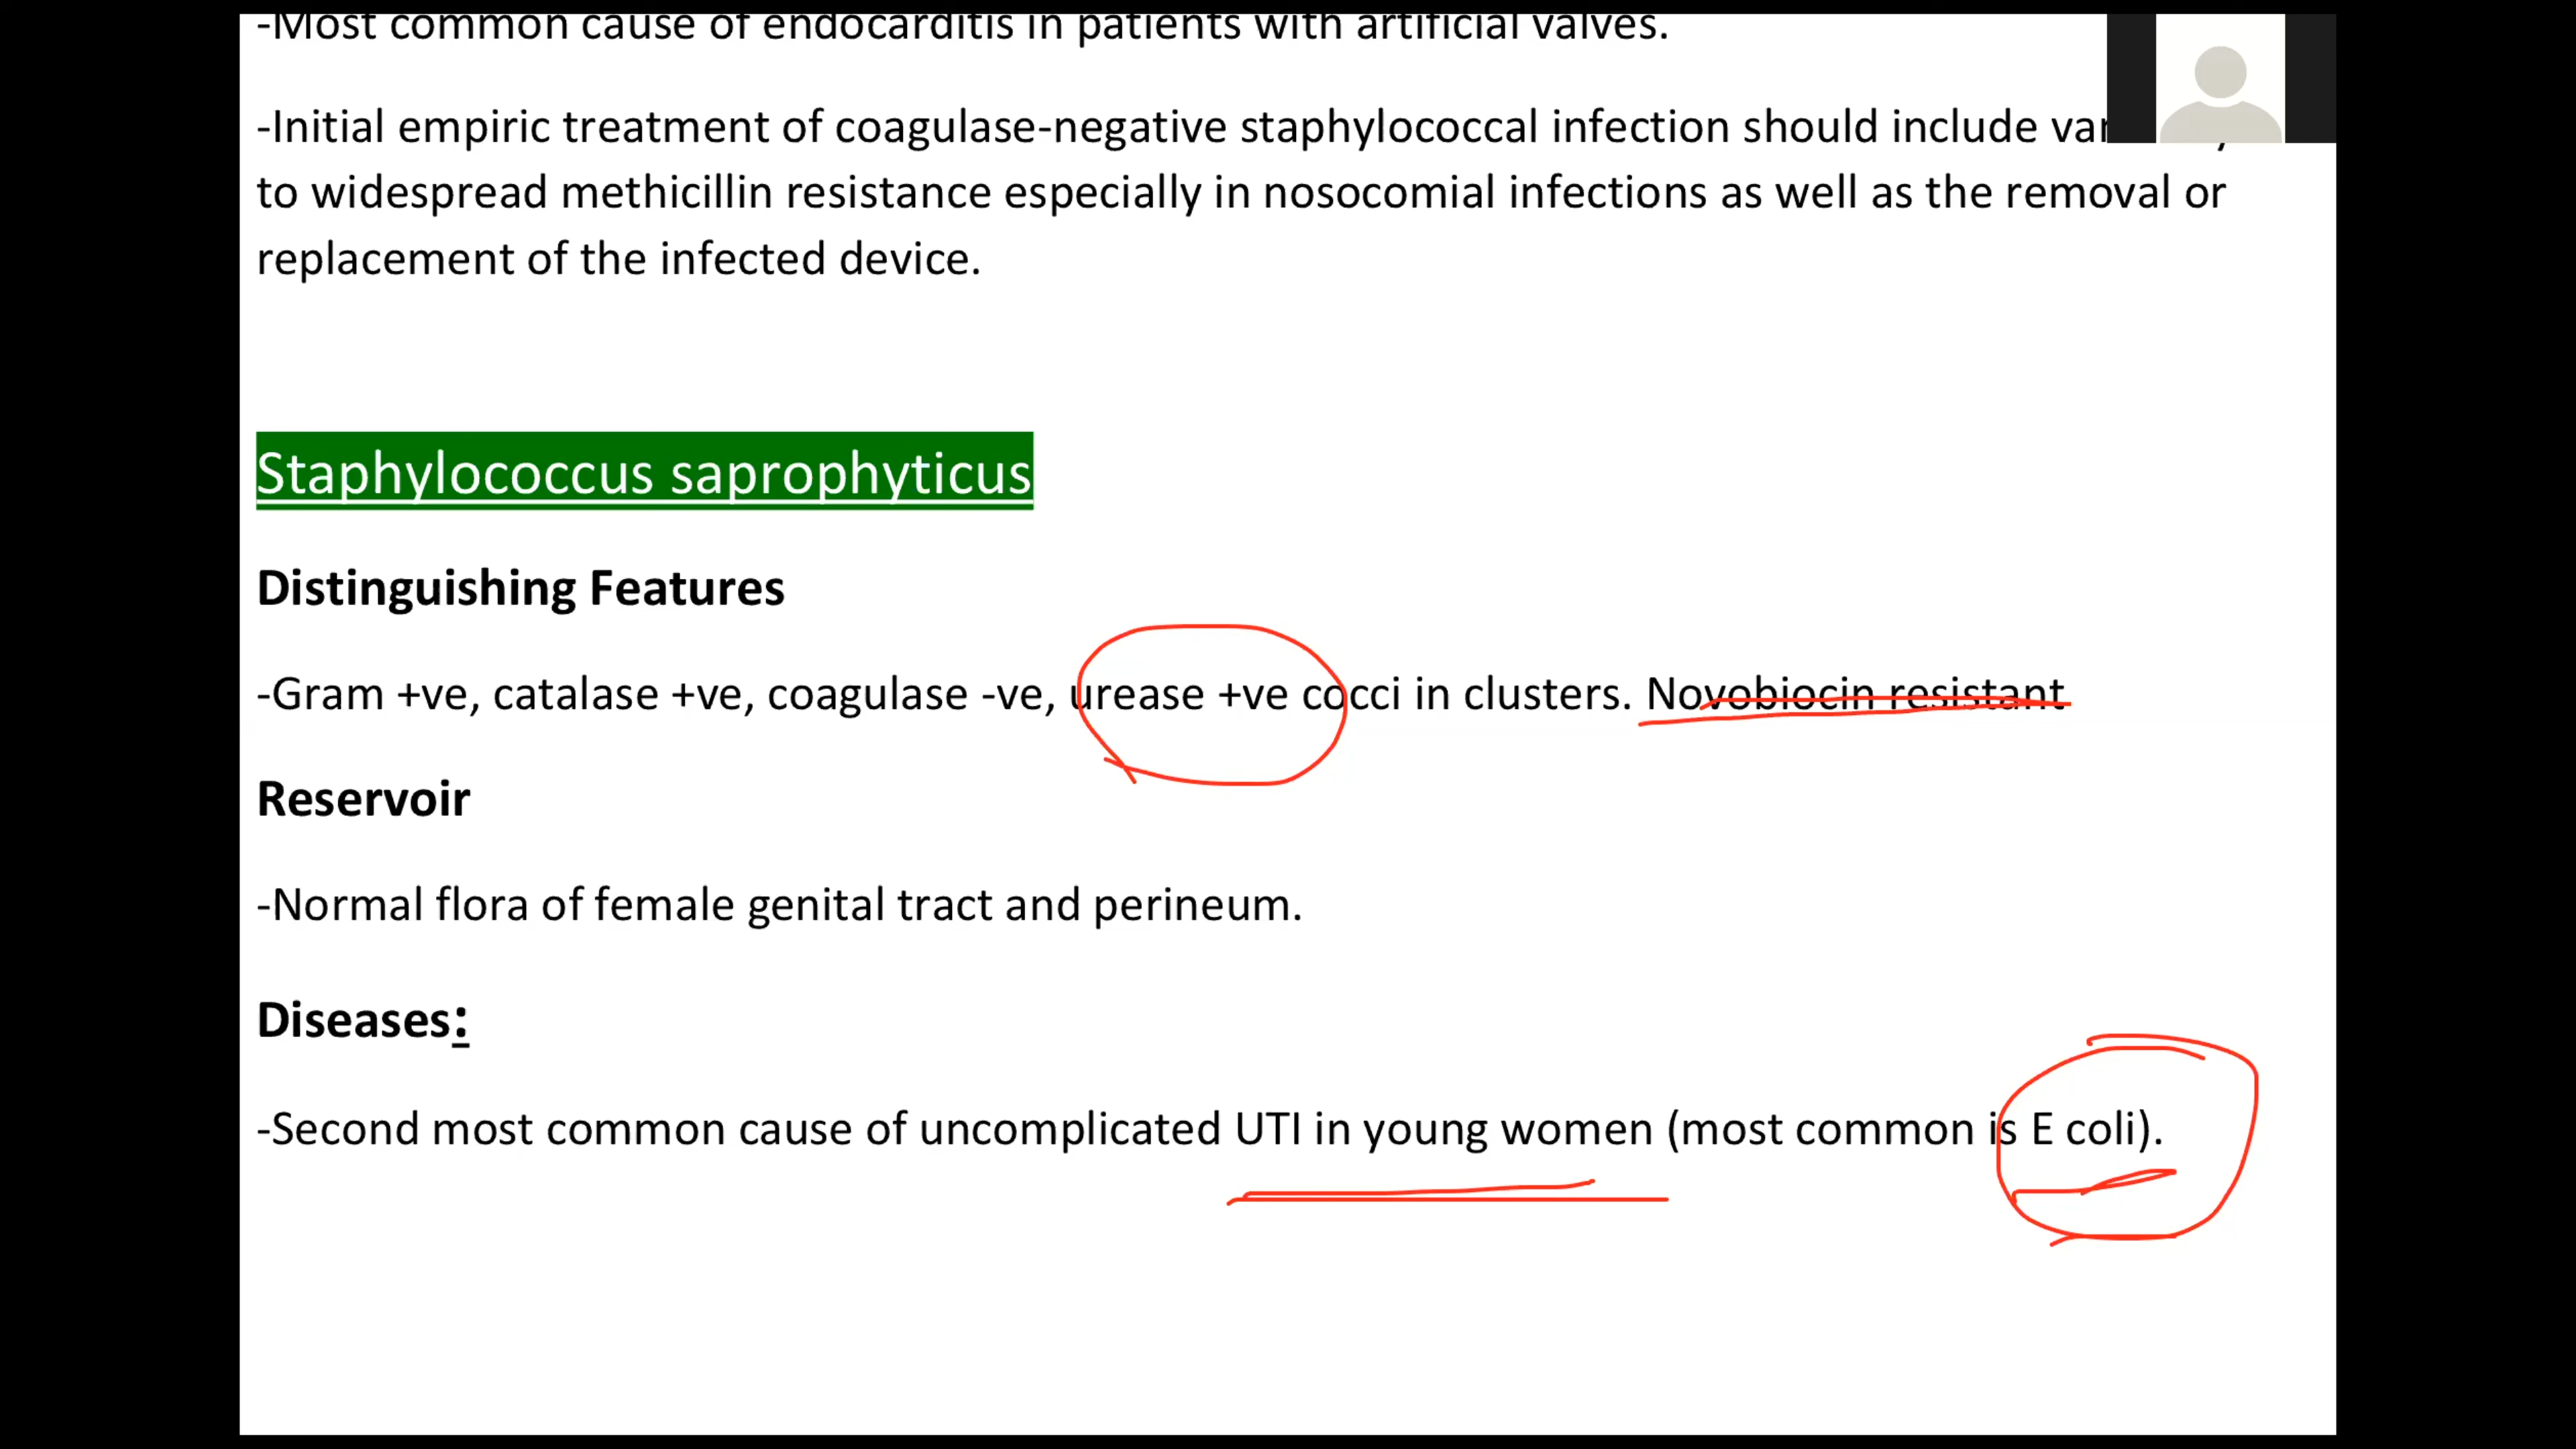 -Most common cause of endocarditis in patients with artificial valves.
-Initial empiric treatment of coagulase-negative staphylococcal infection should include
to widespread methicillin resistance especially in nosocomial infections as well as the removal or
replacement of the infected device.
Staphylococcus saprophyticus
Distinguishing Features
-Gram +ve, catalase +ve, coagulase -ve, urease +ve cocci in clusters. Novobiocin resistant
Reservoir
-Normal flora of female genital tract and perineum.
Diseases:
-Second most common cause of uncomplicated UTI in young women (most common is E coli).